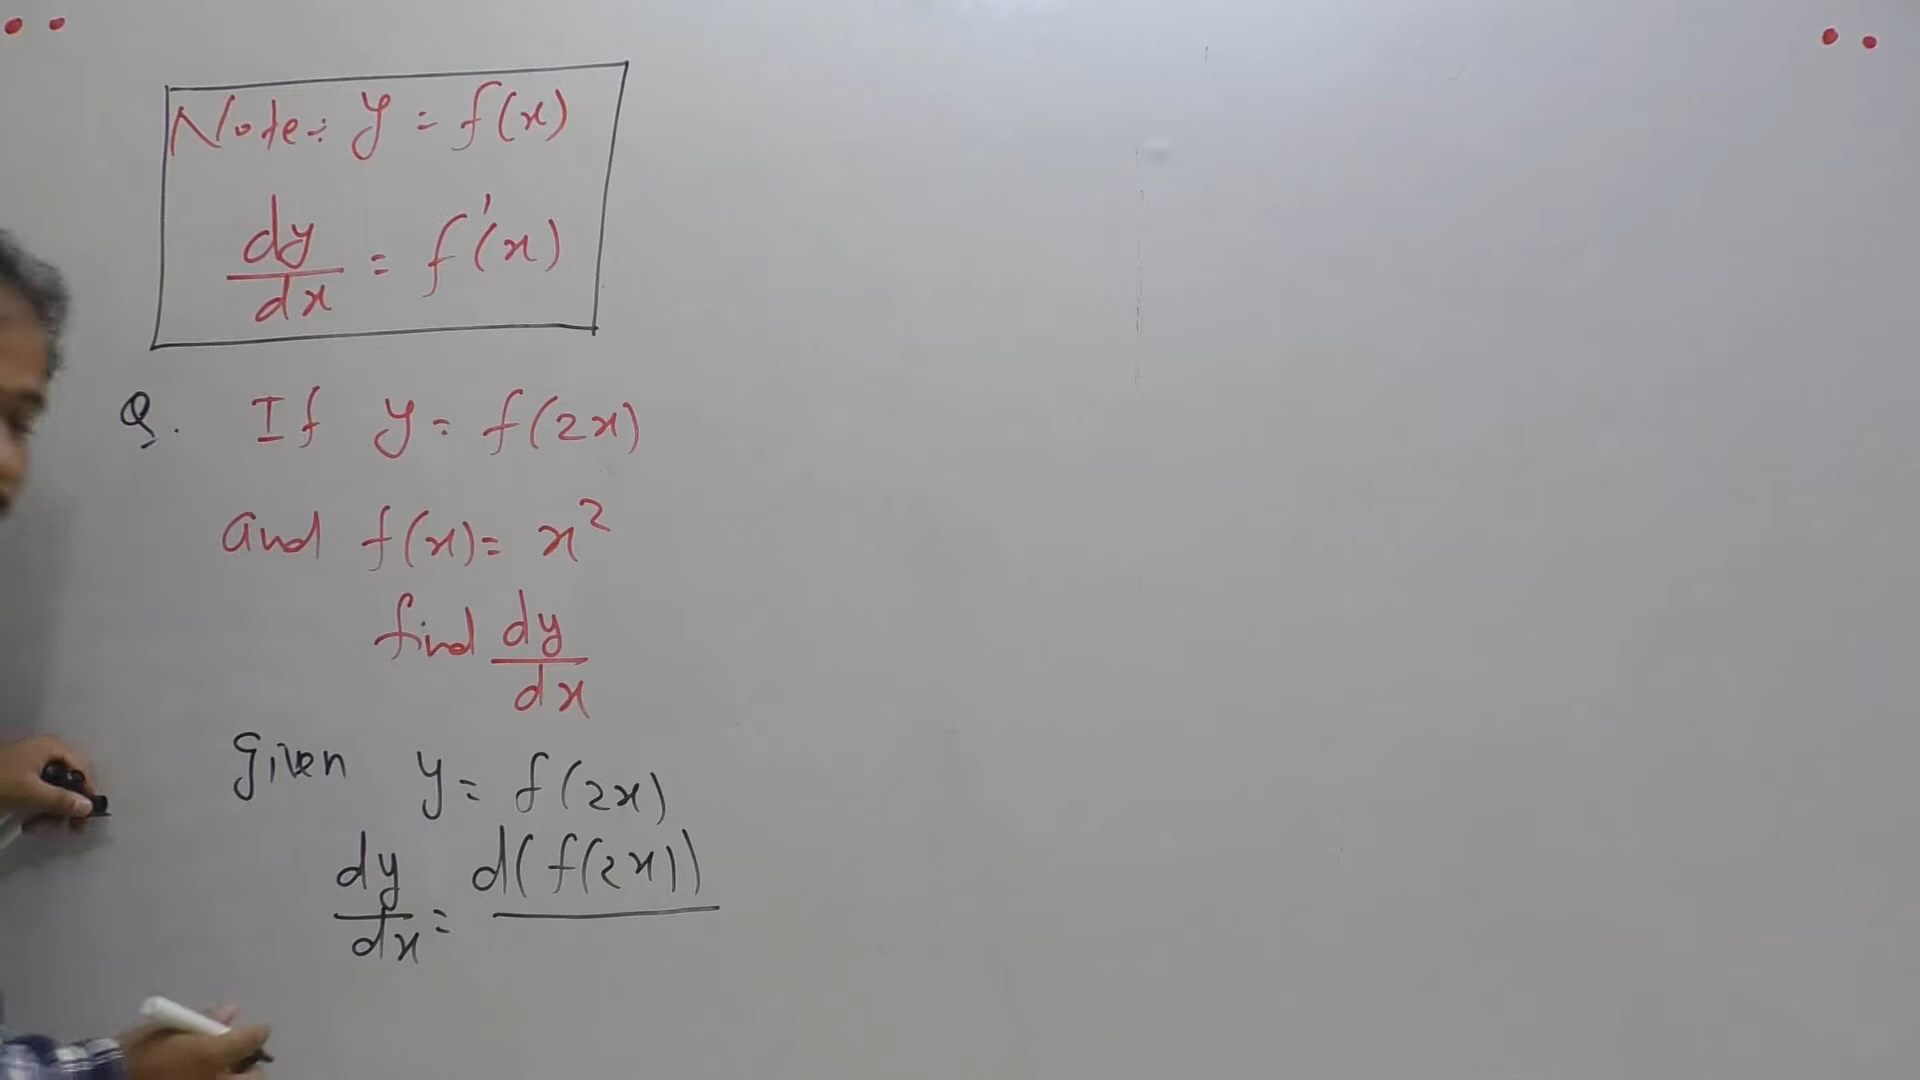 Note: y = f(x)
dy/dx = f'(x)
Q. If y = f(2x)
and f(x) = x²
find dy/dx
Given y = f(2x)
dy/dx = d(f(2x))/